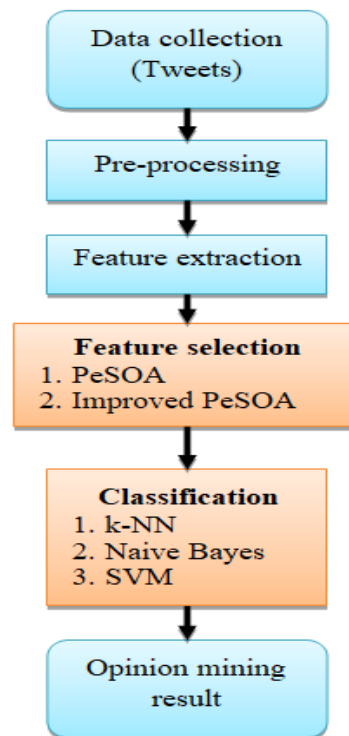 Data collection
(Tweets)
Pre-processing
Feature extraction
Feature selection
1. PeSOA
2. Improved PeSOA
Classification
1. k-NN
2. Naive Bayes
3. SVM
Opinion mining
result